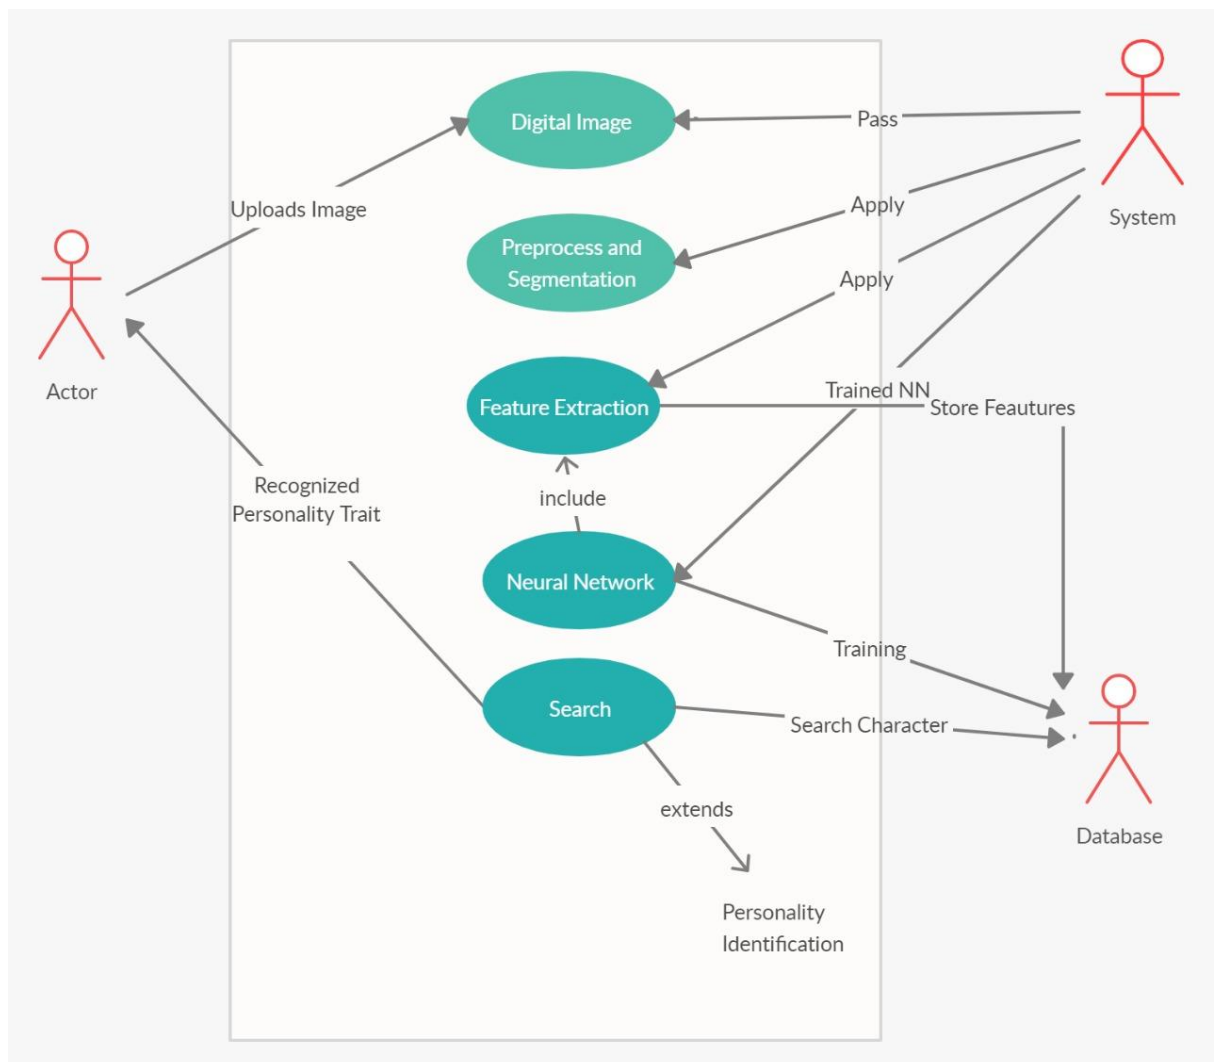 Digital Image
Pass
Uploads Image
Apply
System
Preprocess and
Segmentation
Apply
Actor
Trained NN
Feature Extraction
Store Feautures
Recognized
Personality Trait
include
Neural Network
Training
Search
Search Character
extends
Database
Personality
Identification